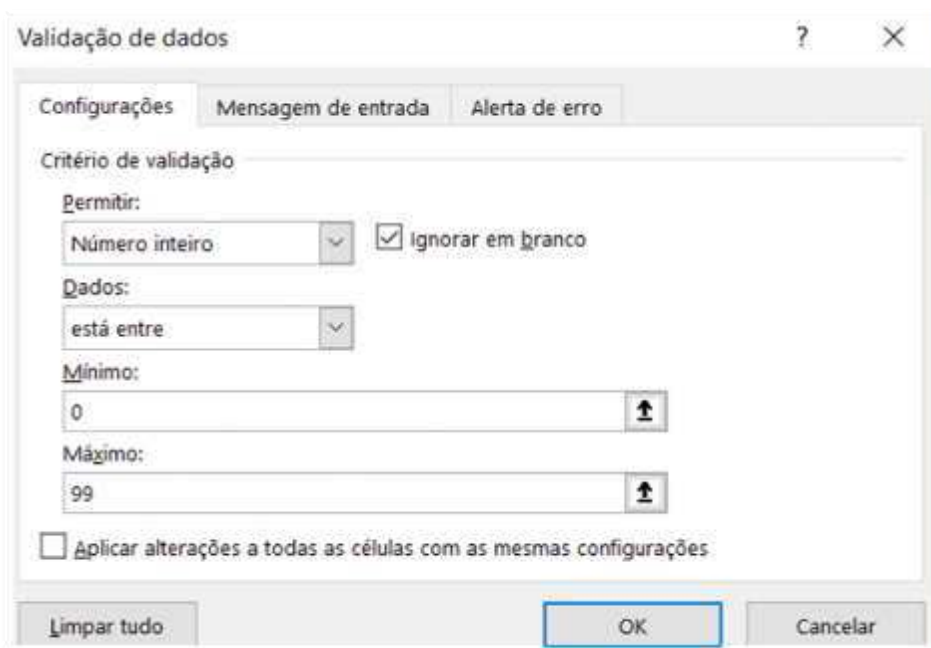 Validação de dados ? ×
Configurações Mensagem de entrada Alerta de erro
Critério de validação
Permitir:
Número inteiro Ignorar em branco
Dados:
está entre
Mínimo:
0
Máximo:
99
Aplicar alterações a todas as células com as mesmas configurações
Limpar tudo OK Cancelar